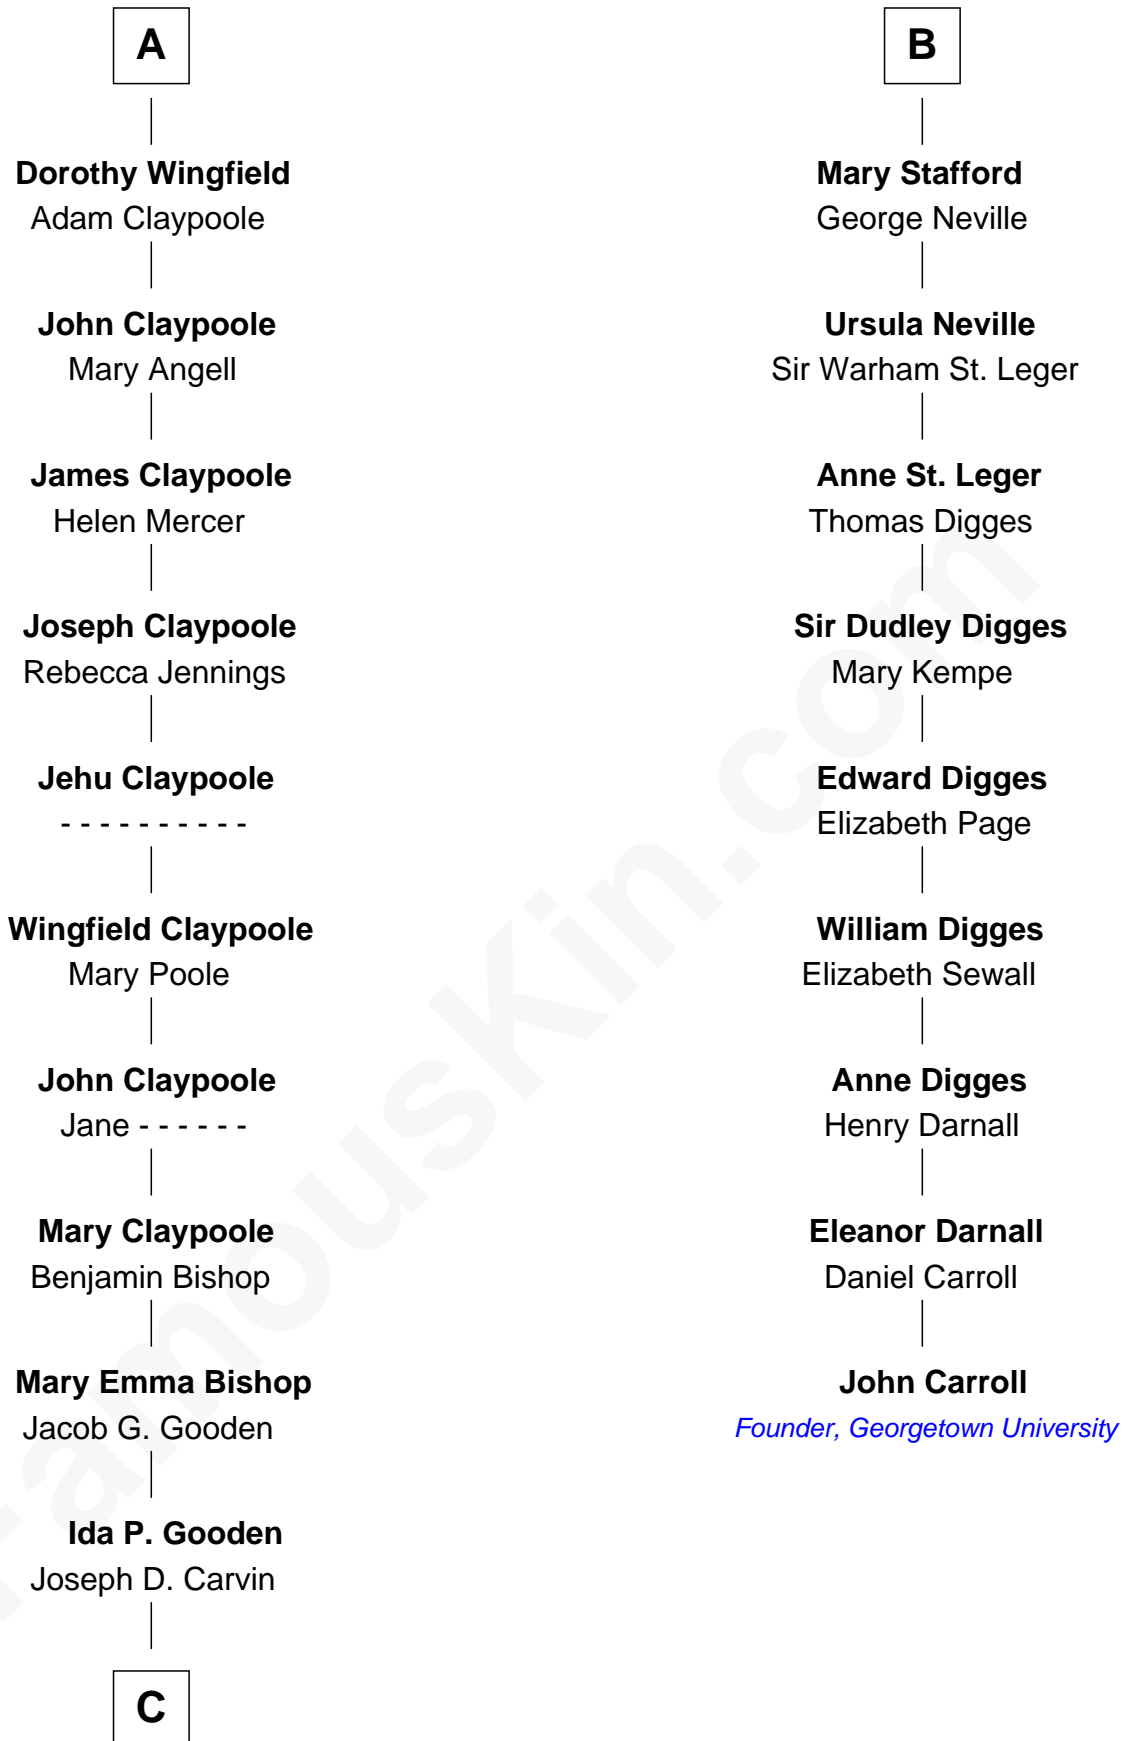 A
Dorothy Wingfield
Adam Claypoole
John Claypoole
Mary Angell
James Claypoole
Helen Mercer
Joseph Claypoole
Rebecca Jennings
Jehu Claypoole
- - - - - - - - - -
Wingfield Claypoole
Mary Poole
John Claypoole
Jane - - - - - -
Mary Claypoole
Benjamin Bishop
Mary Emma Bishop
Jacob G. Gooden
Ida P. Gooden
Joseph D. Carvin
C
B
Mary Stafford
George Neville
Ursula Neville
Sir Warham St. Leger
Anne St. Leger
Thomas Digges
Sir Dudley Digges
Mary Kempe
Edward Digges
Elizabeth Page
William Digges
Elizabeth Sewall
Anne Digges
Henry Darnall
Eleanor Darnall
Daniel Carroll
John Carroll
Founder, Georgetown University
FamousKin.com